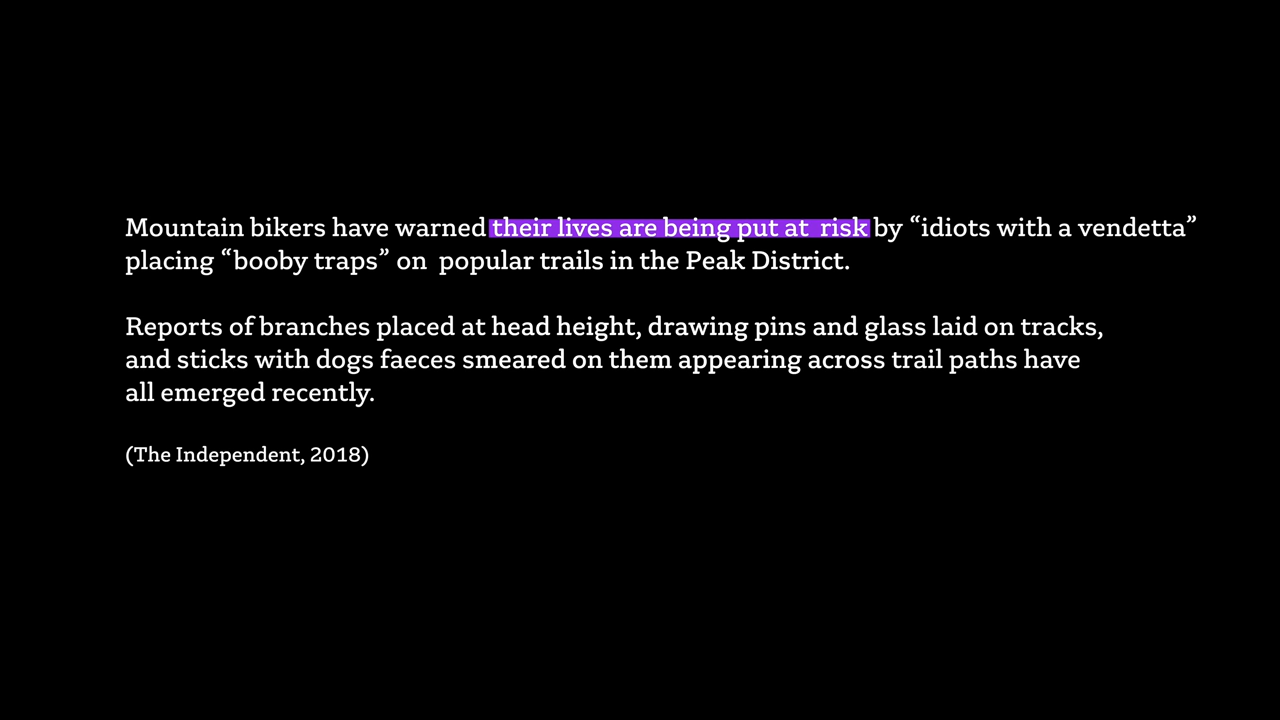 Mountain bikers have warned their lives are being put at  risk by “idiots with a vendetta”
placing “booby traps” on  popular trails in the Peak District.
Reports of branches placed at head height, drawing pins and glass laid on tracks,
and sticks with dogs faeces smeared on them appearing across trail paths have
all emerged recently.
(The Independent, 2018)